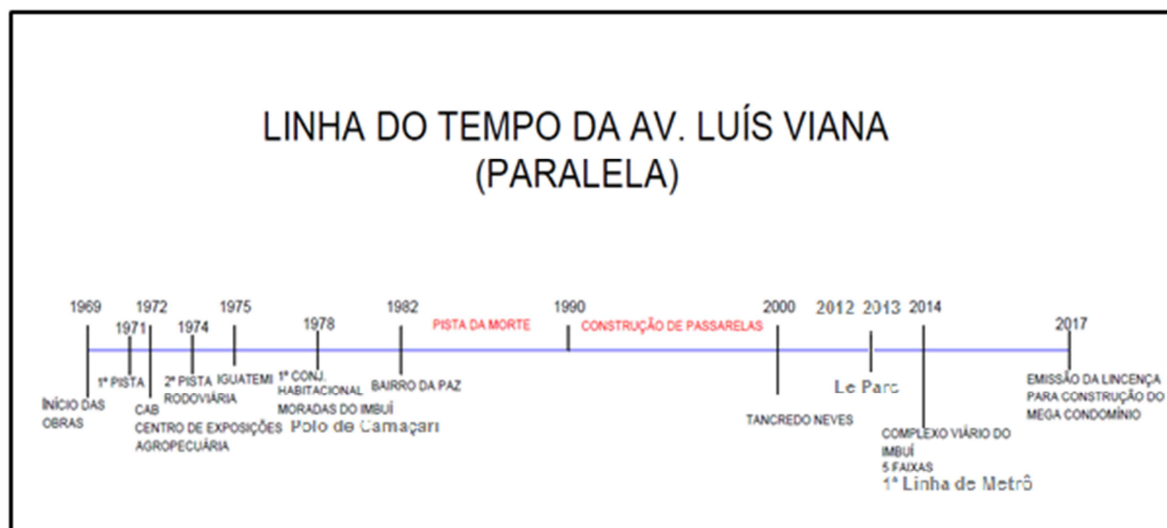 LINHA DO TEMPO DA AV. LUÍS VIANA
(PARALELA)
1969
1971
1972
1974
1975
1978
1982
PISTA DA MORTE
1990
CONSTRUÇÃO DE PASSARELAS
2000
2012
2013
2014
2017
INÍCIO DAS
OBRAS
1ª PISTA
CAB
CENTRO DE EXPOSIÇÕES
AGROPECUÁRIA
2ª PISTA
RODOVIÁRIA
IGUATEMI
1º CONJ.
HABITACIONAL
MORADAS DO IMBUÍ
Polo de Camaçari
BAIRRO DA PAZ
TANCREDO NEVES
Le Parc
COMPLEXO VIÁRIO DO
IMBUÍ
5 FAIXAS
1ª Linha de Metrô
EMISSÃO DA LINCENÇA
PARA CONSTRUÇÃO DO
MEGA CONDOMÍNIO